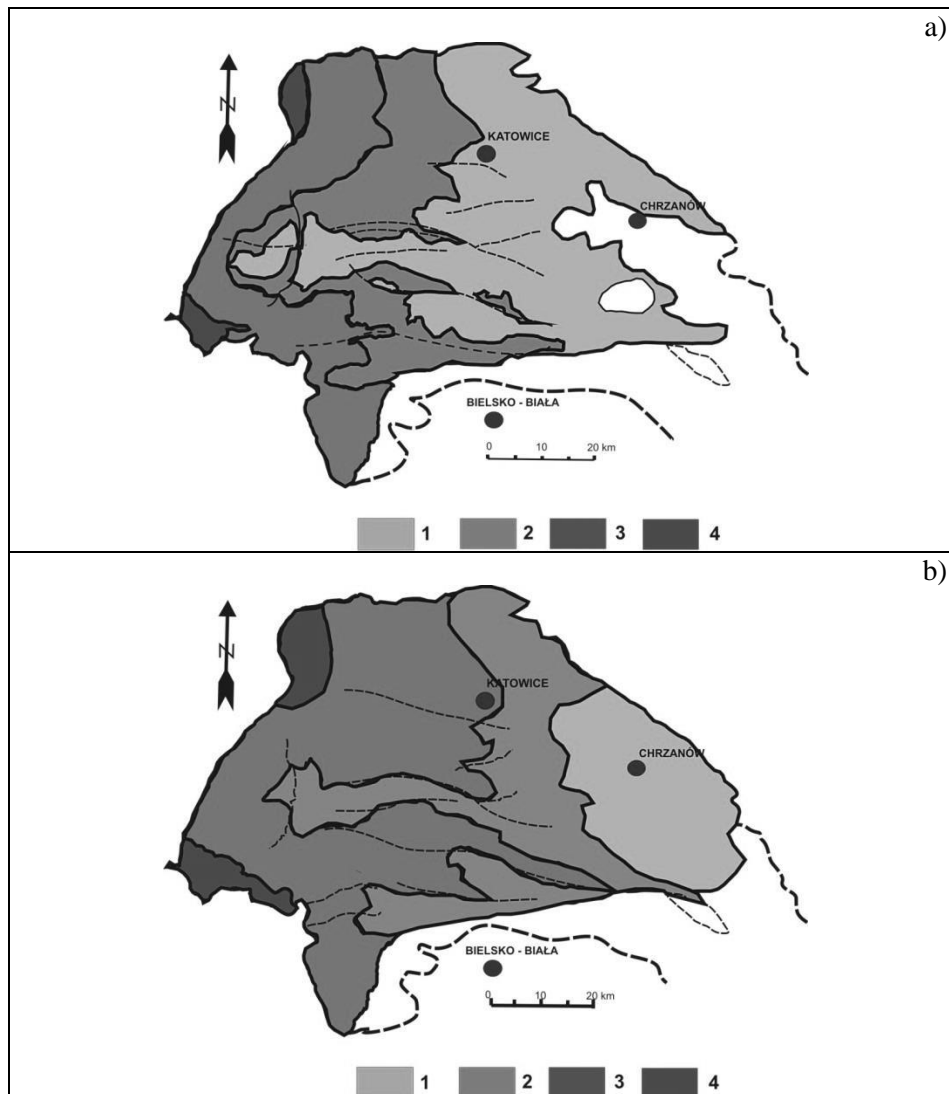 a)
N
KATOWICE
CHRZANÓW
BIELSKO - BIAŁA
0 10 20 km
1 2 3 4
b)
N
KATOWICE
CHRZANÓW
BIELSKO - BIAŁA
0 10 20 km
1 2 3 4